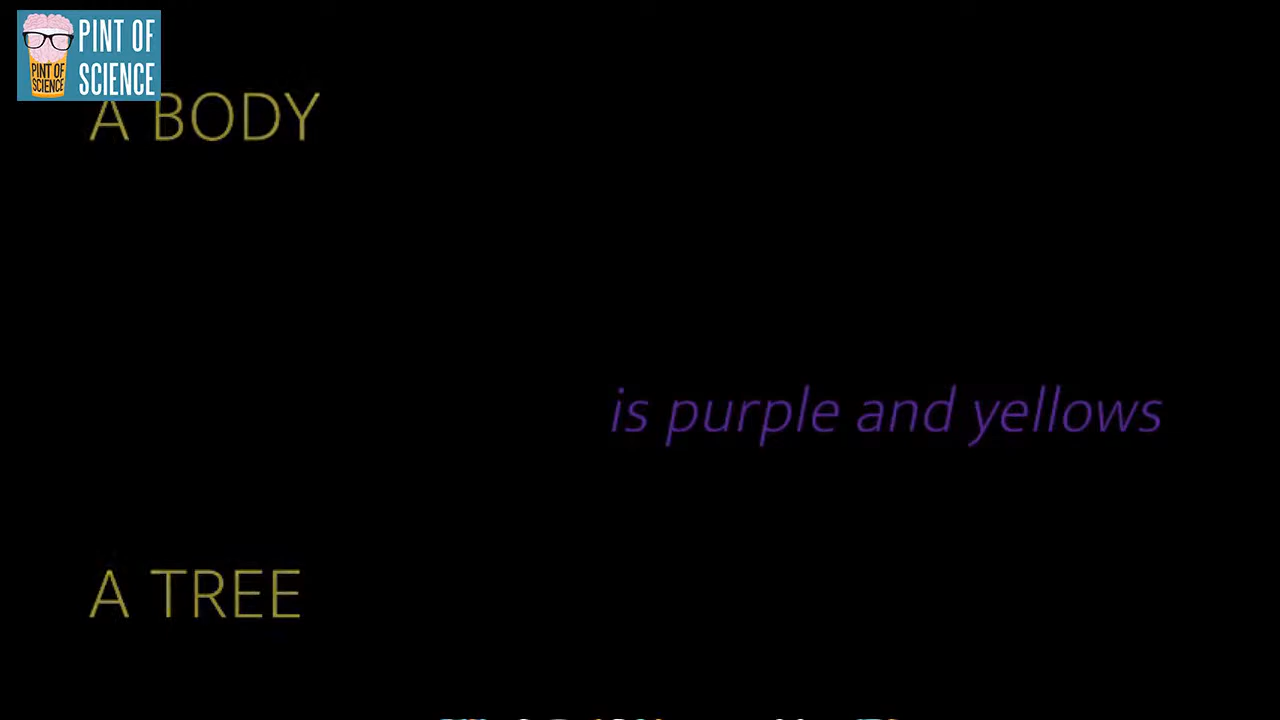 PINT OF
SCIENCE
PINT OF
SCIENCE
A BODY
is purple and yellows
A TREE